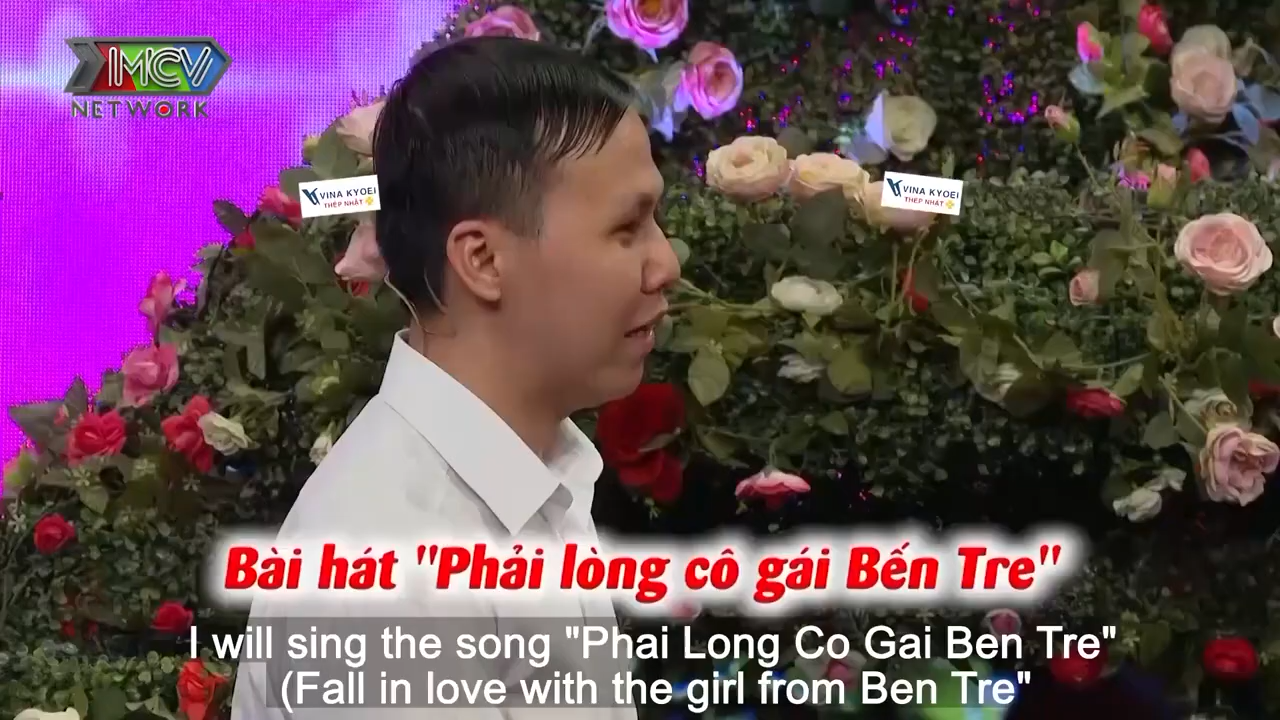 MCV
NETWORK
VINA KYOEI
THÉP NHẬT
VINA KYOEI
THÉP NHẬT
Bài hát "Phải lòng cô gái Bến Tre"
I will sing the song "Phai Long Co Gai Ben Tre"
(Fall in love with the girl from Ben Tre"